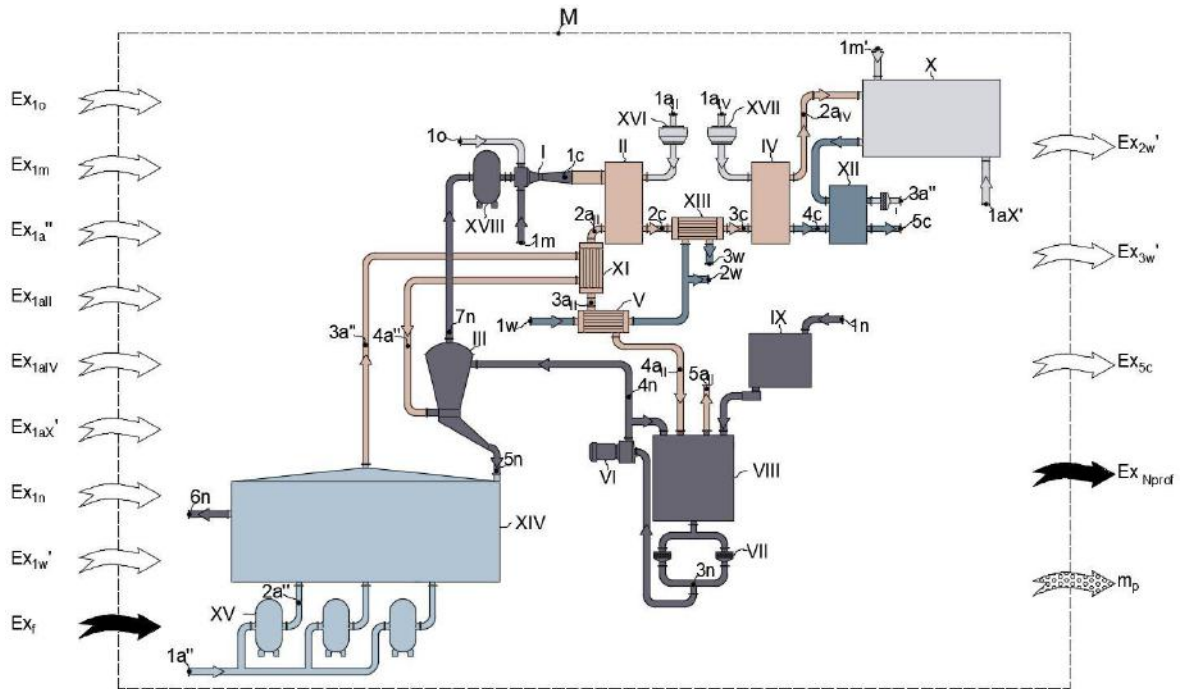 M
Ex1o
Ex1m
Ex1a"
Ex1aII
Ex1aIV
Ex1aX'
Ex1n
Ex1w'
Exf
1m'
X
1aII
1aIV
XVI
XVII
2aIV
1o
I
1c
II
IV
XII
XIII
3a"
XVIII
2aII
2c
3c
4c
5c
1aX'
1m
3w
2w
XI
3aII
V
1w
7n
3a"
4a"
III
IX
1n
4aII
5aII
4n
VI
VIII
5n
6n
XIV
VII
3n
2a"
XV
1a"
Ex2w'
Ex3w'
Ex5c
Ex Nprof
mp